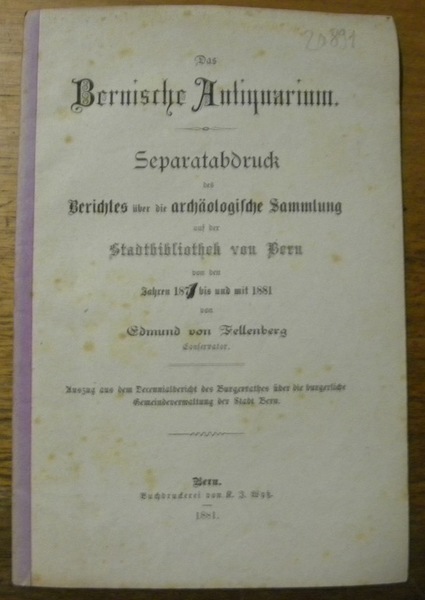 20891
Das
Bernische Antiquarium.
Separatabdruck
des
Berichtes über die archäologische Sammlung
auf der
Stadtbibliothek von Bern
von den
Jahren 1871 bis und mit 1881
von
Edmund von Fellenberg
Conservator.
Auszug aus dem Decennialbericht des Burgerrathes über die burgerliche
Gemeindeverwaltung der Stadt Bern.
Bern.
Buchdruckerei von K. J. Wyß.
1881.